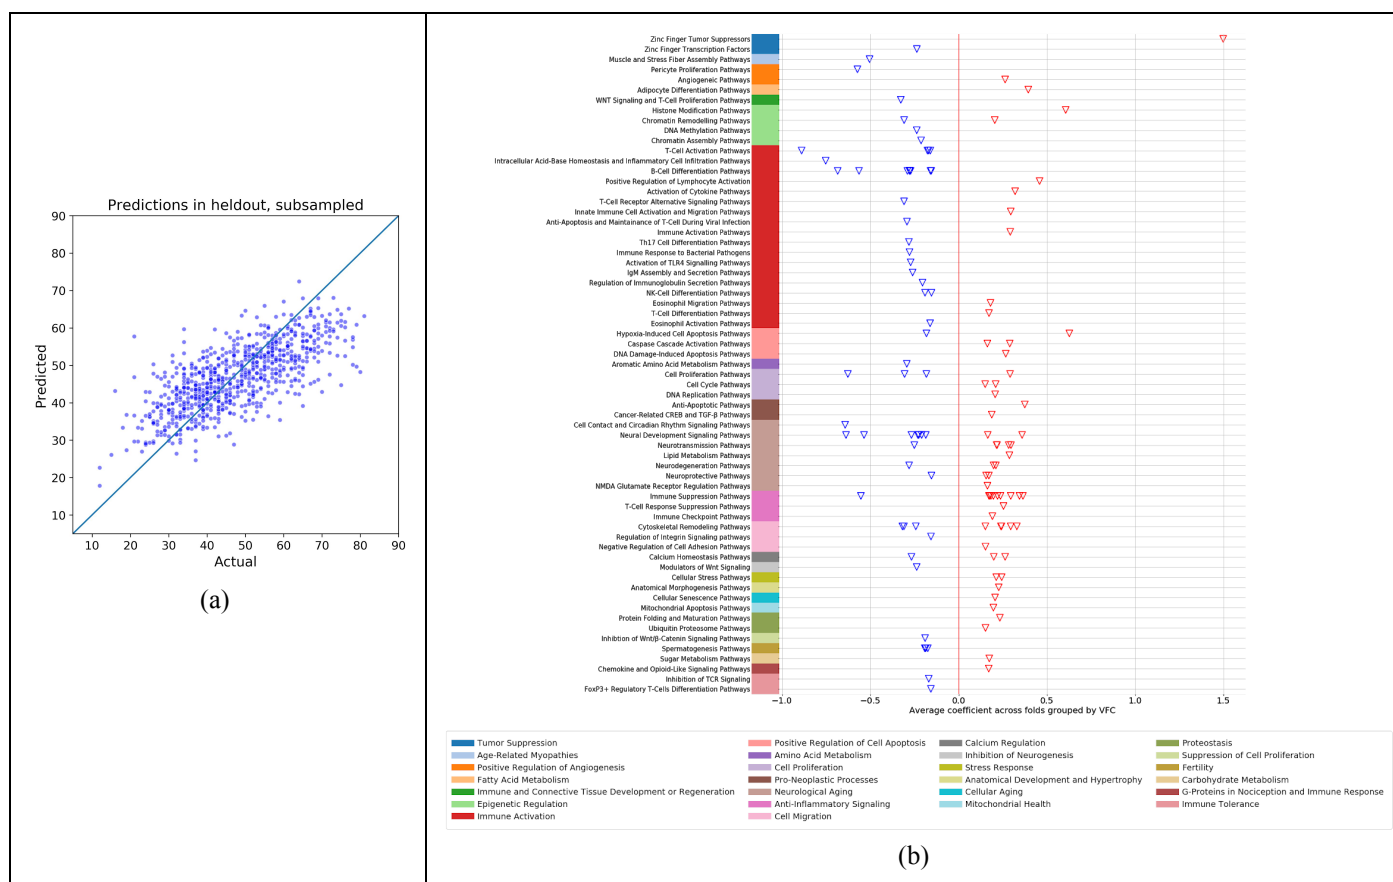 Predictions in heldout, subsampled
90
80
70
60
50
40
30
20
10
Predicted
10 20 30 40 50 60 70 80 90
Actual
(a)
Zinc Finger Tumor Suppressors
Zinc Finger Transcription Factors
Muscle and Stress Fiber Assembly Pathways
Pericyte Proliferation Pathways
Angiogeneic Pathways
Adipocyte Differentiation Pathways
WNT Signaling and T-Cell Proliferation Pathways
Histone Modification Pathways
Chromatin Remodelling Pathways
DNA Methylation Pathways
Chromatin Assembly Pathways
T-Cell Activation Pathways
Intracellular Acid-Base Homeostasis and Inflammatory Cell Infiltration Pathways
B-Cell Differentiation Pathways
Positive Regulation of Lymphocyte Activation
Activation of Cytokine Pathways
T-Cell Receptor Alternative Signaling Pathways
Innate Immune Cell Activation and Migration Pathways
Anti-Apoptosis and Maintainance of T-Cell During Viral Infection
Immune Activation Pathways
Th17 Cell Differentiation Pathways
Immune Response to Bacterial Pathogens
Activation of TLR4 Signalling Pathways
IgM Assembly and Secretion Pathways
Regulation of Immunoglobulin Secretion Pathways
NK-Cell Differentiation Pathways
Eosinophil Migration Pathways
T-Cell Differentiation Pathways
Eosinophil Activation Pathways
Hypoxia-Induced Cell Apoptosis Pathways
Caspase Cascade Activation Pathways
DNA Damage-Induced Apoptosis Pathways
Aromatic Amino Acid Metabolism Pathways
Cell Proliferation Pathways
Cell Cycle Pathways
DNA Replication Pathways
Anti-Apoptotic Pathways
Cancer-Related CREB and TGF-β Pathways
Cell Contact and Circadian Rhythm Signaling Pathways
Neural Development Signaling Pathways
Neurotransmission Pathways
Lipid Metabolism Pathways
Neurodegeneration Pathways
Neuroprotective Pathways
NMDA Glutamate Receptor Regulation Pathways
Immune Suppression Pathways
T-Cell Response Suppression Pathways
Immune Checkpoint Pathways
Cytoskeletal Remodeling Pathways
Regulation of Integrin Signaling pathways
Negative Regulation of Cell Adhesion Pathways
Calcium Homeostasis Pathways
Modulators of Wnt Signaling
Cellular Stress Pathways
Anatomical Morphogenesis Pathways
Cellular Senescence Pathways
Mitochondrial Apoptosis Pathways
Protein Folding and Maturation Pathways
Ubiquitin Proteosome Pathways
Inhibtion of Wnt/β-Catenin Signaling Pathways
Spermatogenesis Pathways
Sugar Metabolism Pathways
Chemokine and Opioid-Like Signaling Pathways
Inhibition of TCR Signaling
FoxP3+ Regulatory T-Cells Differentiation Pathways
−1.0 −0.5 0.0 0.5 1.0 1.5
Average coefficient across folds grouped by VFC
Tumor Suppression
Age-Related Myopathies
Positive Regulation of Angiogenesis
Fatty Acid Metabolism
Immune and Connective Tissue Development or Regeneration
Epigenetic Regulation
Immune Activation
Positive Regulation of Cell Apoptosis
Amino Acid Metabolism
Cell Proliferation
Pro-Neoplastic Processes
Neurological Aging
Anti-Inflammatory Signaling
Cell Migration
Calcium Regulation
Inhibition of Neurogenesis
Stress Response
Anatomical Development and Hypertrophy
Cellular Aging
Mitochondrial Health
Proteostasis
Suppression of Cell Proliferation
Fertility
Carbohydrate Metabolism
G-Proteins in Nociception and Immune Response
Immune Tolerance
(b)